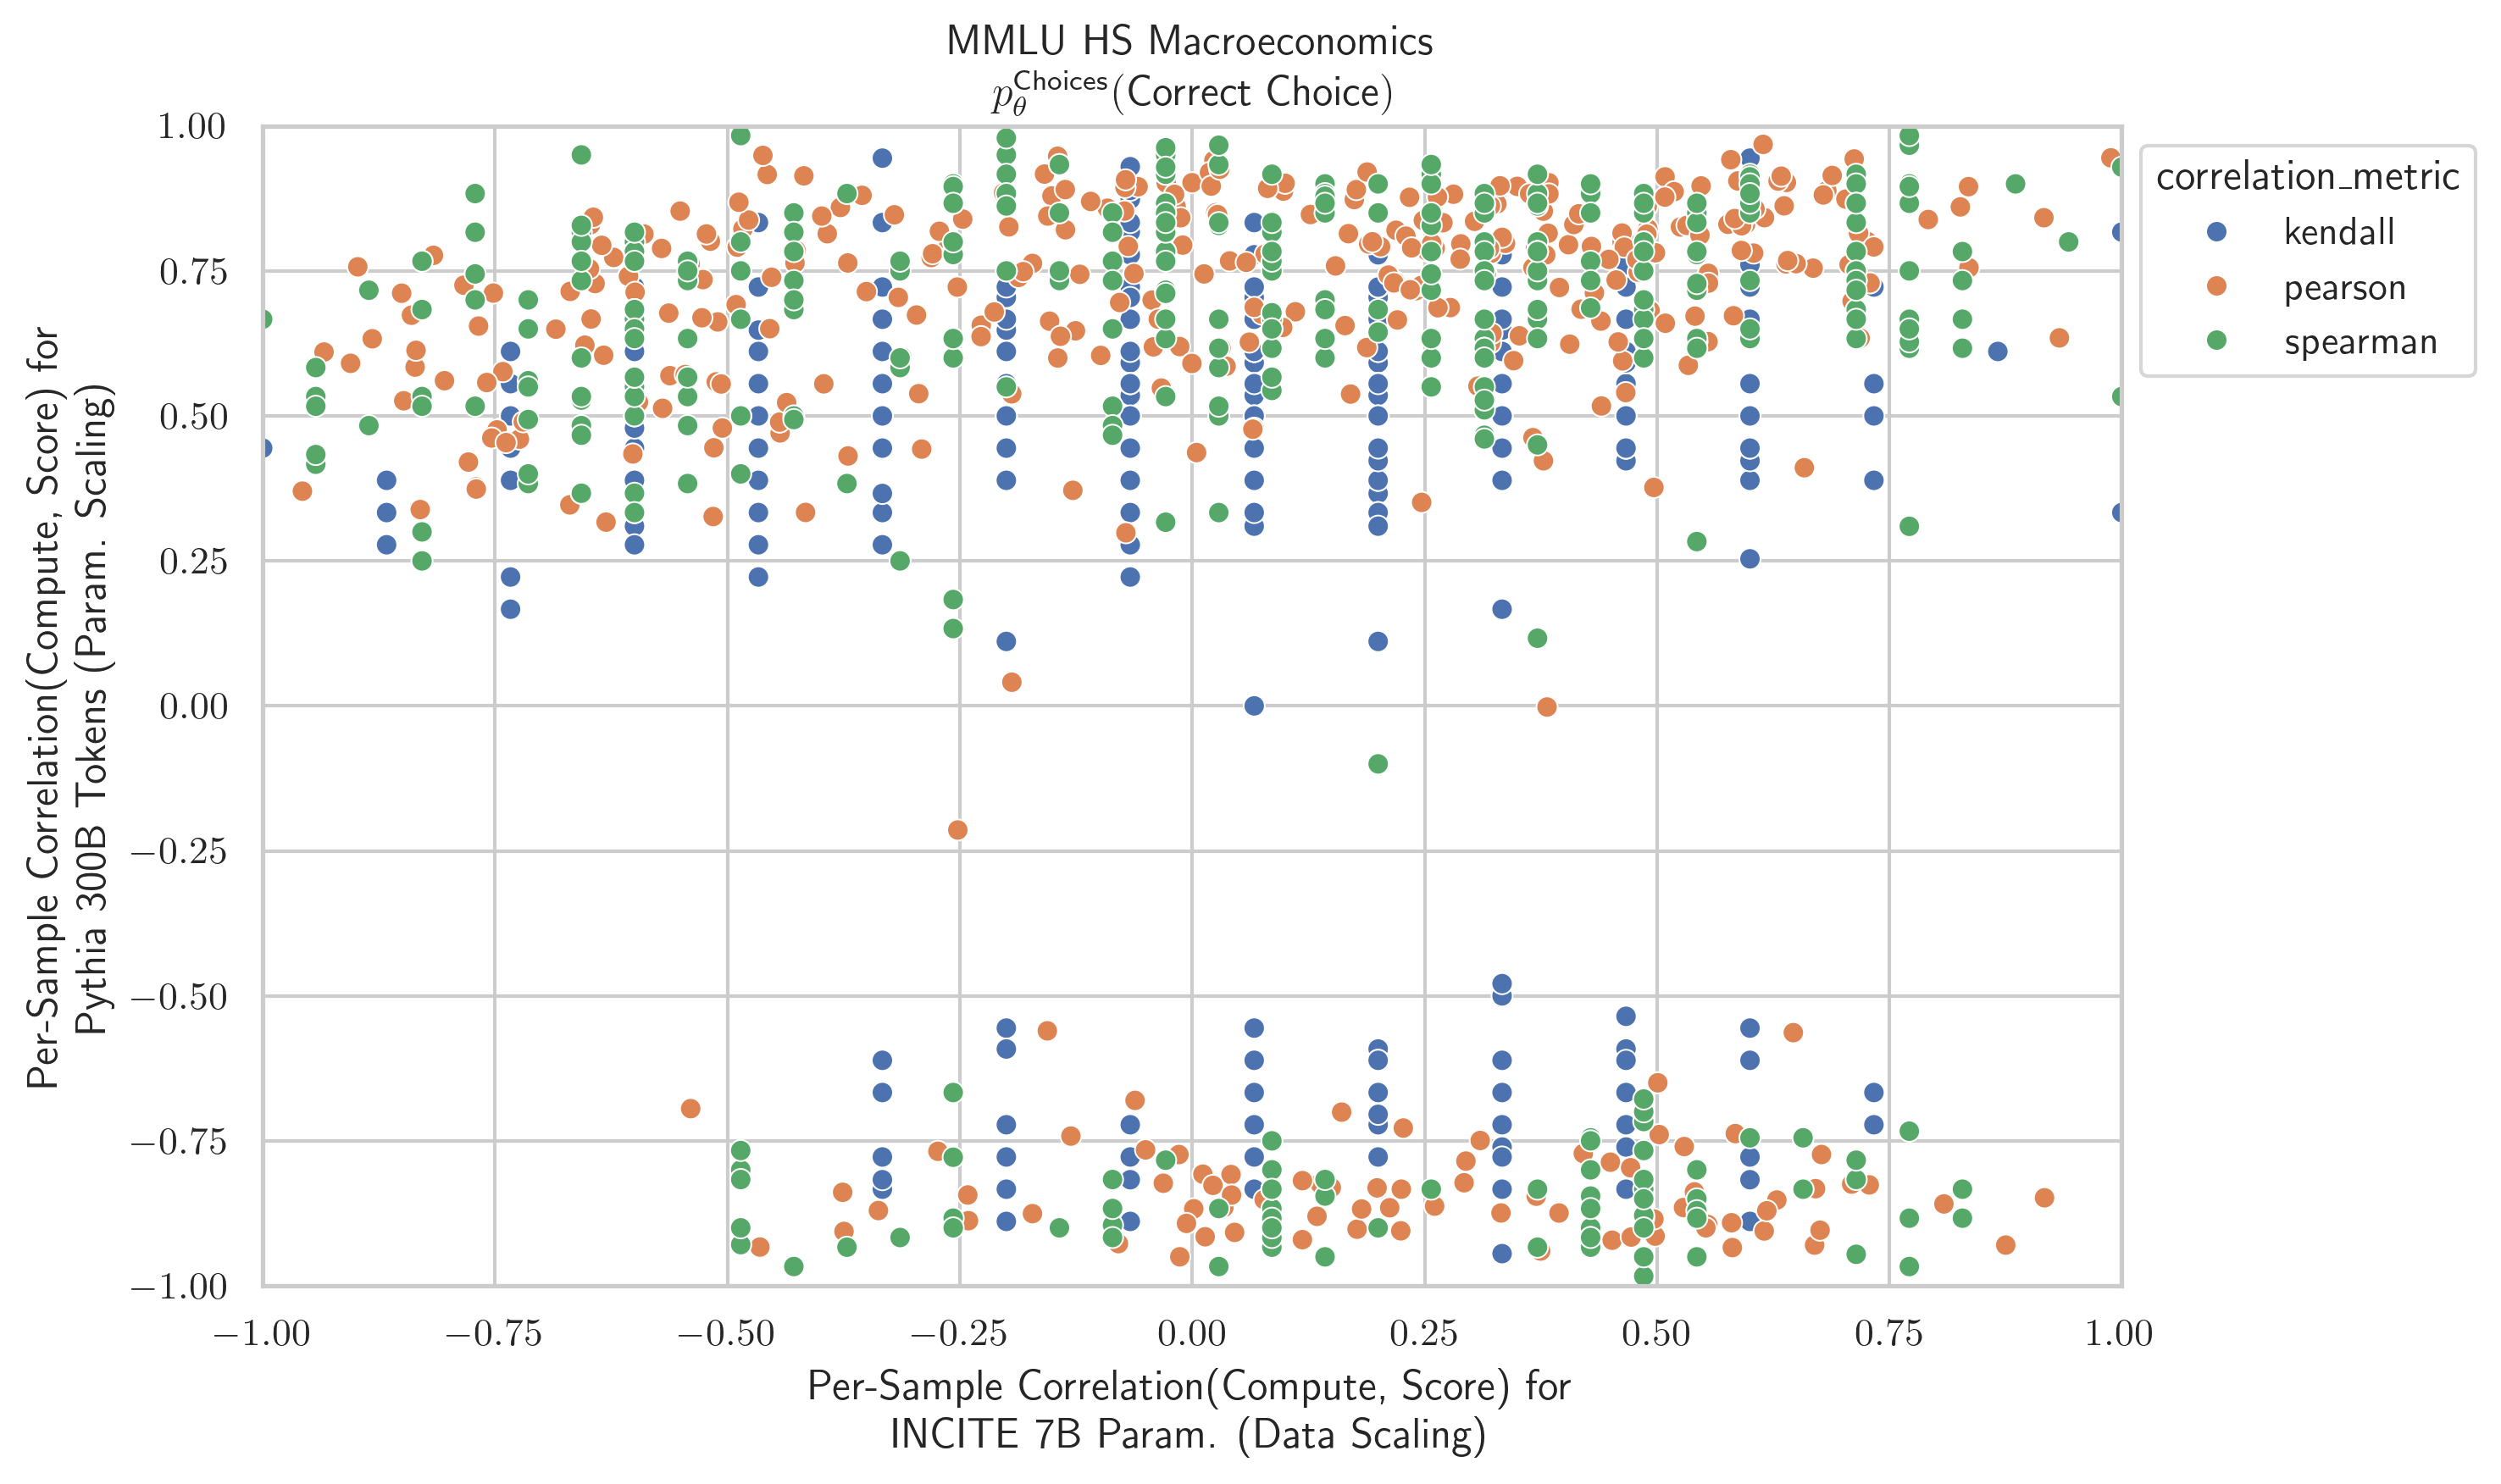 MMLU HS Macroeconomics
p_θ^Choices(Correct Choice)
1.00
0.75
0.50
0.25
0.00
−0.25
−0.50
−0.75
−1.00
Per-Sample Correlation(Compute, Score) for
Pythia 300B Tokens (Param. Scaling)
−1.00
−0.75
−0.50
−0.25
0.00
0.25
0.50
0.75
1.00
Per-Sample Correlation(Compute, Score) for
INCITE 7B Param. (Data Scaling)
correlation_metric
kendall
pearson
spearman